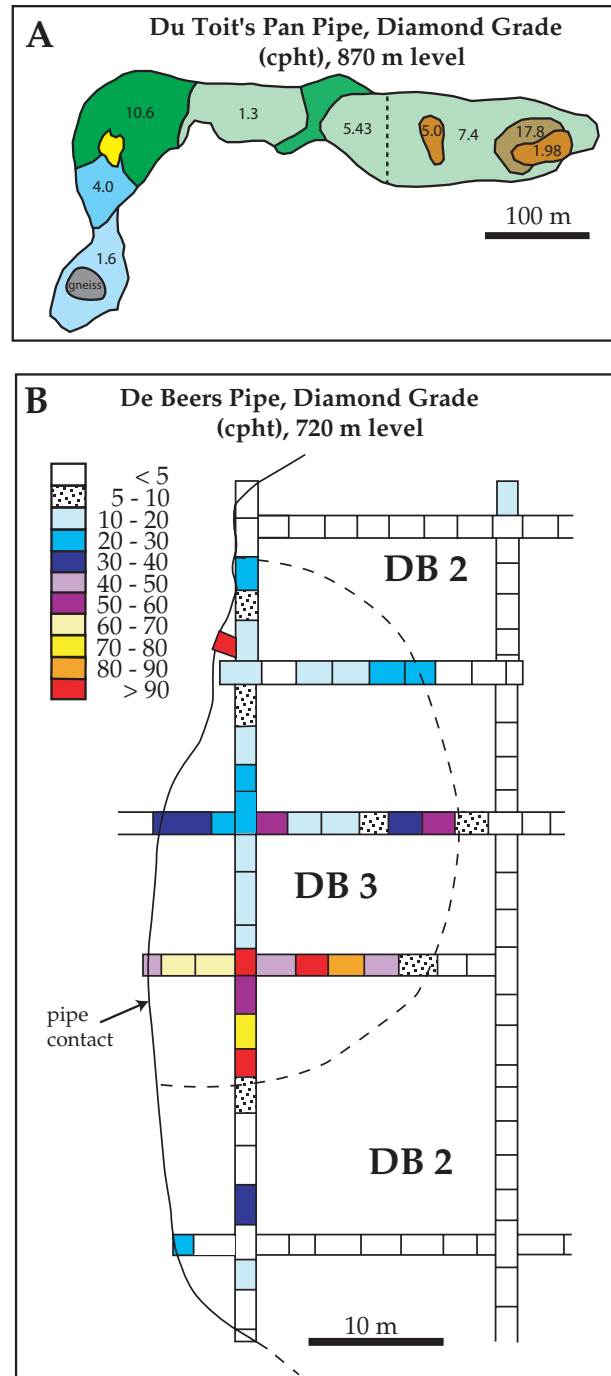 A
Du Toit's Pan Pipe, Diamond Grade
(cpht), 870 m level
10.6
1.3
5.43
5.0
7.4
17.8
1.98
4.0
1.6
gneiss
100 m
B
De Beers Pipe, Diamond Grade
(cpht), 720 m level
< 5
5 - 10
10 - 20
20 - 30
30 - 40
40 - 50
50 - 60
60 - 70
70 - 80
80 - 90
> 90
DB 2
DB 3
pipe
contact
DB 2
10 m